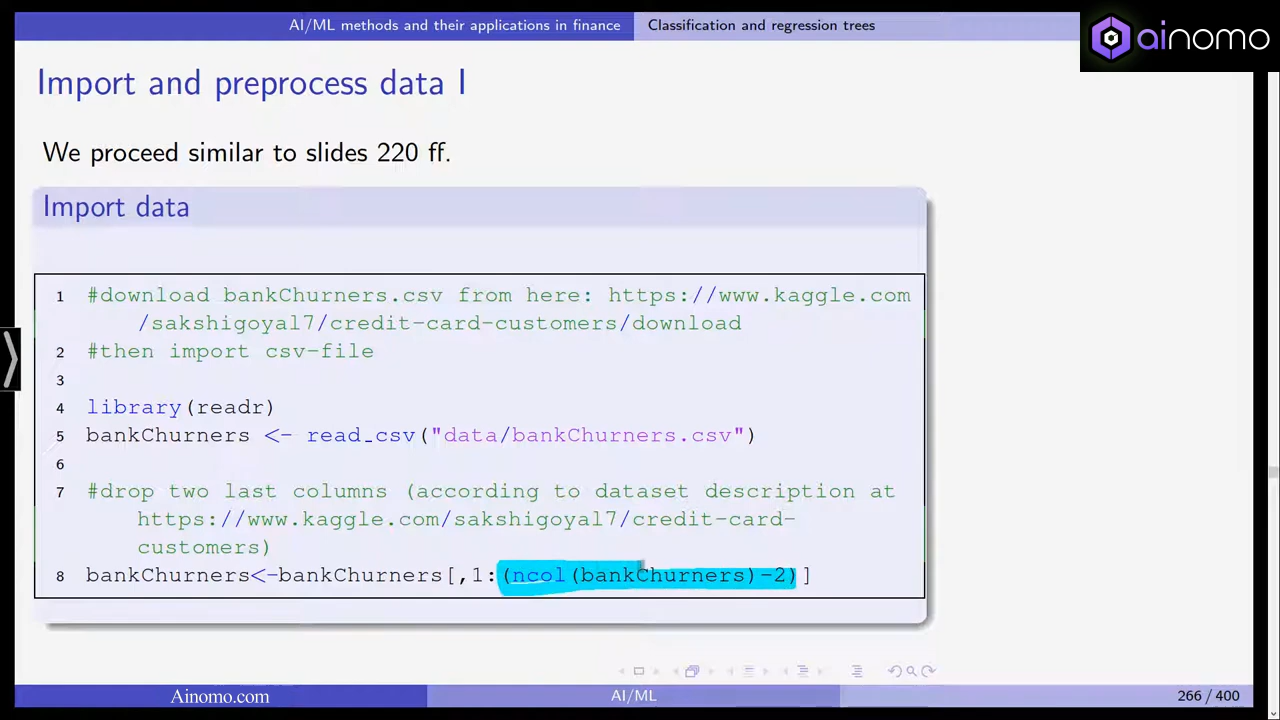 AI/ML methods and their applications in finance Classification and regression trees
ainomo
Import and preprocess data I
We proceed similar to slides 220 ff.
Import data
1 #download bankChurners.csv from here: https://www.kaggle.com
/sakshigoyal7/credit-card-customers/download
2 #then import csv-file
3
4 library(readr)
5 bankChurners <- read_csv("data/bankChurners.csv")
6
7 #drop two last columns (according to dataset description at
https://www.kaggle.com/sakshigoyal7/credit-card-
customers)
8 bankChurners<-bankChurners[,1:(ncol(bankChurners)-2)]
Ainomo.com AI/ML 266 / 400